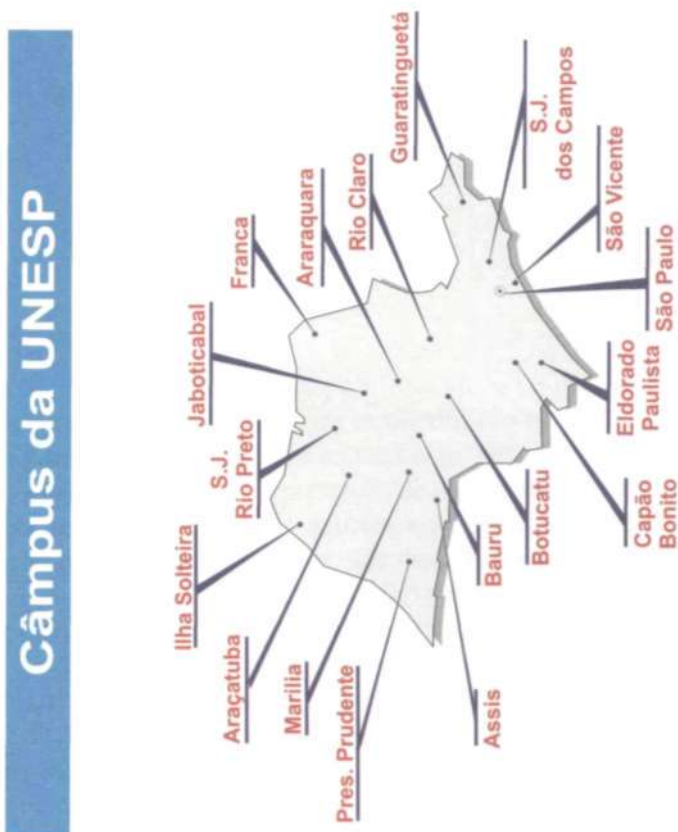 Câmpus da UNESP
Ilha Solteira
S.J.
Rio Preto
Jaboticabal
Franca
Araraquara
Rio Claro
Guaratinguetá
S.J.
dos Campos
São Vicente
São Paulo
Eldorado
Paulista
Capão
Bonito
Botucatu
Bauru
Assis
Pres. Prudente
Marilia
Araçatuba